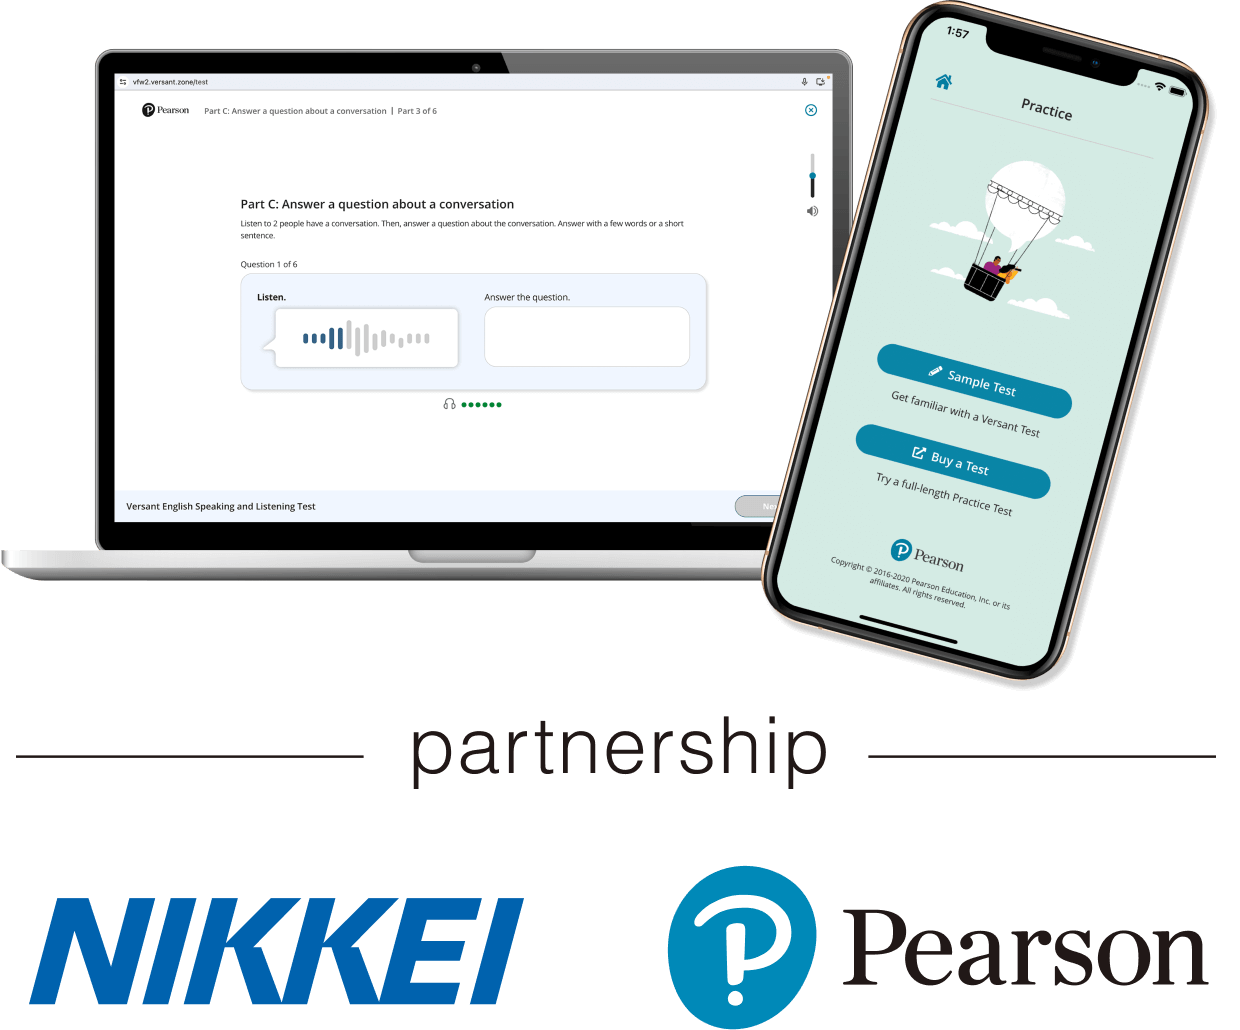 vfw2.versant.zone/test
Pearson
Part C: Answer a question about a conversation | Part 3 of 6
Part C: Answer a question about a conversation
Listen to 2 people have a conversation. Then, answer a question about the conversation. Answer with a few words or a short
sentence.
Question 1 of 6
Listen.
Answer the question.
Versant English Speaking and Listening Test
1:57
Practice
Sample Test
Get familiar with a Versant Test
Buy a Test
Try a full-length Practice Test
Pearson
Copyright © 2016-2020 Pearson Education, Inc. or its
affiliates. All rights reserved.
partnership
NIKKEI
Pearson